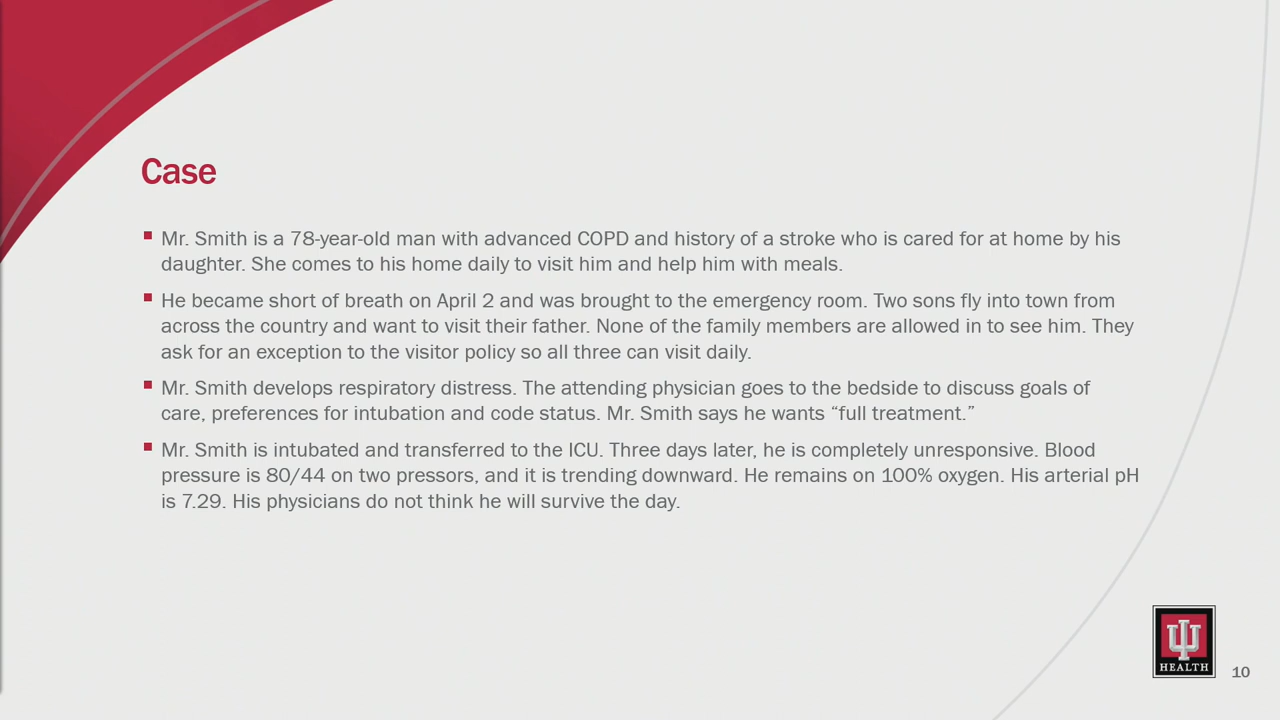 Case
Mr. Smith is a 78-year-old man with advanced COPD and history of a stroke who is cared for at home by his
daughter. She comes to his home daily to visit him and help him with meals.
He became short of breath on April 2 and was brought to the emergency room. Two sons fly into town from
across the country and want to visit their father. None of the family members are allowed in to see him. They
ask for an exception to the visitor policy so all three can visit daily.
Mr. Smith develops respiratory distress. The attending physician goes to the bedside to discuss goals of
care, preferences for intubation and code status. Mr. Smith says he wants “full treatment.”
Mr. Smith is intubated and transferred to the ICU. Three days later, he is completely unresponsive. Blood
pressure is 80/44 on two pressors, and it is trending downward. He remains on 100% oxygen. His arterial pH
is 7.29. His physicians do not think he will survive the day.
IU
HEALTH
10